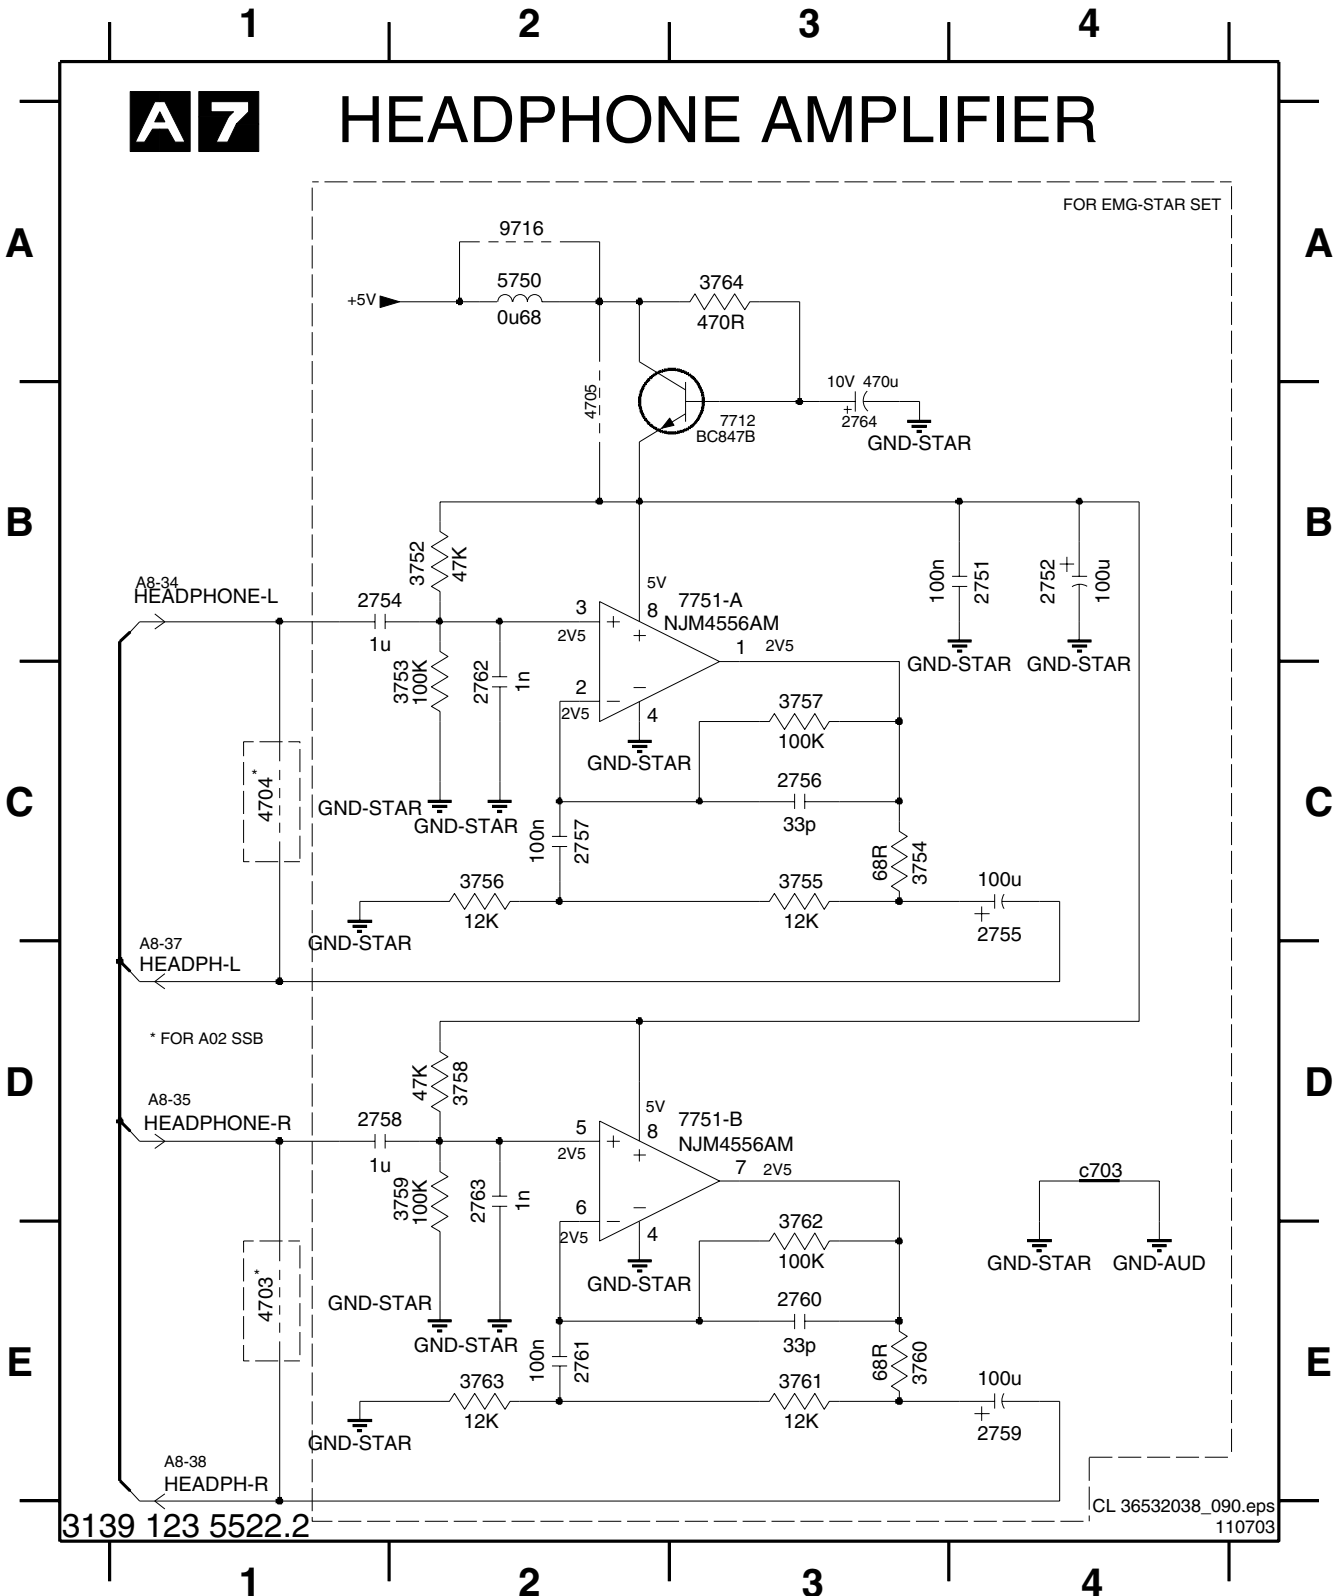 1 2 3 4
A 7 HEADPHONE AMPLIFIER
FOR EMG-STAR SET
A A
9716
5750
0u68
+5V
3764
470R
4705
7712
BC847B
10V 470u
+
2764
GND-STAR
B B
3752
47K
5V
8
7751-A
NJM4556AM
100n
2751
GND-STAR
2752
+
100u
GND-STAR
A8-34
HEADPHONE-L
2754
1u
3
2V5
+
+
1 2V5
3753
100K
2762
1n
2
2V5
−
−
4
GND-STAR
3757
100K
C C
4704*
GND-STAR
GND-STAR
100n
2757
2756
33p
68R
3754
3756
12K
GND-STAR
3755
12K
100u
+
2755
A8-37
HEADPH-L
* FOR A02 SSB
D D
47K
3758
5V
8
7751-B
NJM4556AM
A8-35
HEADPHONE-R
2758
1u
5
2V5
+
+
7 2V5
c703
GND-STAR GND-AUD
3759
100K
2763
1n
6
2V5
−
−
4
GND-STAR
3762
100K
4703*
GND-STAR
GND-STAR
E E
100n
2761
2760
33p
68R
3760
3763
12K
GND-STAR
3761
12K
100u
+
2759
A8-38
HEADPH-R
3139 123 5522.2
CL 36532038_090.eps
110703
1 2 3 4